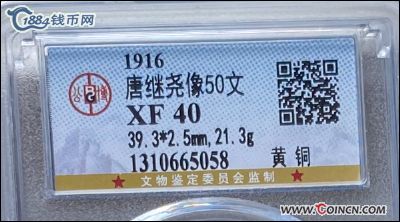 1884钱币网
1916
唐继尧像50文
XF 40
39.3*2.5mm,21.3g
1310665058 黄铜
公博
文物鉴定委员会监制
www.COINCN.com